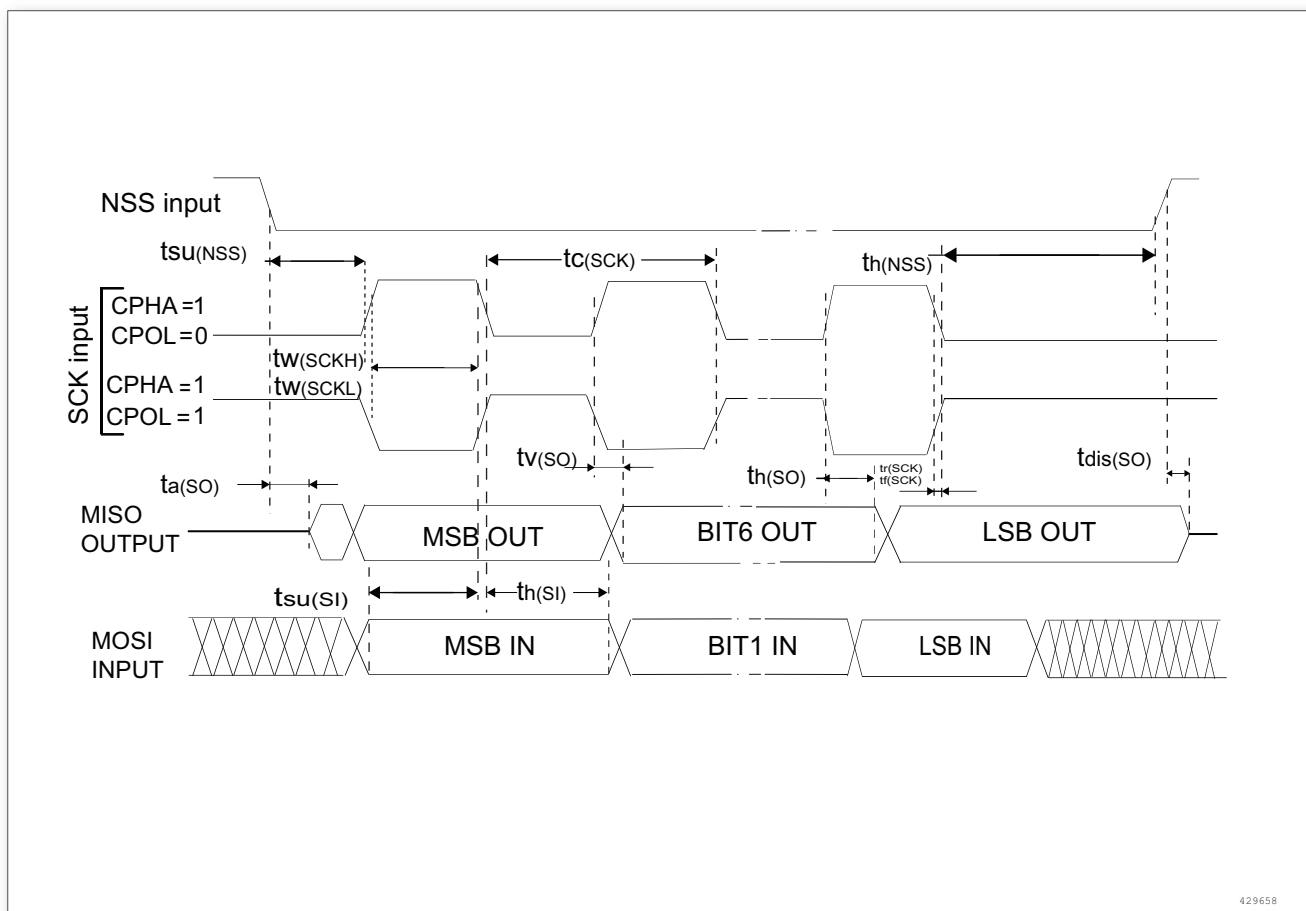 NSS input
tsu(NSS)
tc(SCK)
th(NSS)
SCK input
CPHA =1
CPOL =0
tw(SCKH)
CPHA =1
tw(SCKL)
CPOL =1
tv(SO)
th(SO)
tr(SCK)
tf(SCK)
tdis(SO)
ta(SO)
MISO
OUTPUT
MSB OUT
BIT6 OUT
LSB OUT
tsu(SI)
th(SI)
MOSI
INPUT
MSB IN
BIT1 IN
LSB IN
429658